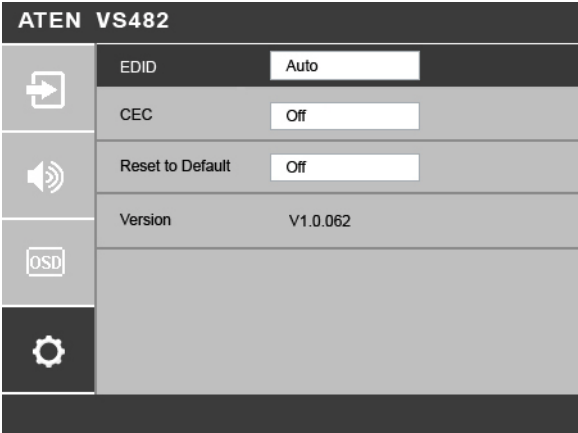 ATEN VS482
EDID Auto
CEC Off
Reset to Default Off
Version V1.0.062
OSD